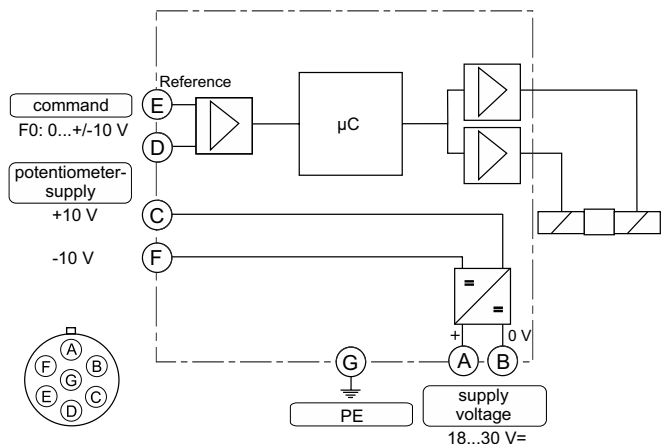 Reference
command
E
F0: 0...+/-10 V
D
µC
potentiometer-
supply
+10 V
C
-10 V
F
=
=
+
0 V
G
A
B
PE
supply
voltage
18...30 V=
A
F
B
G
E
C
D